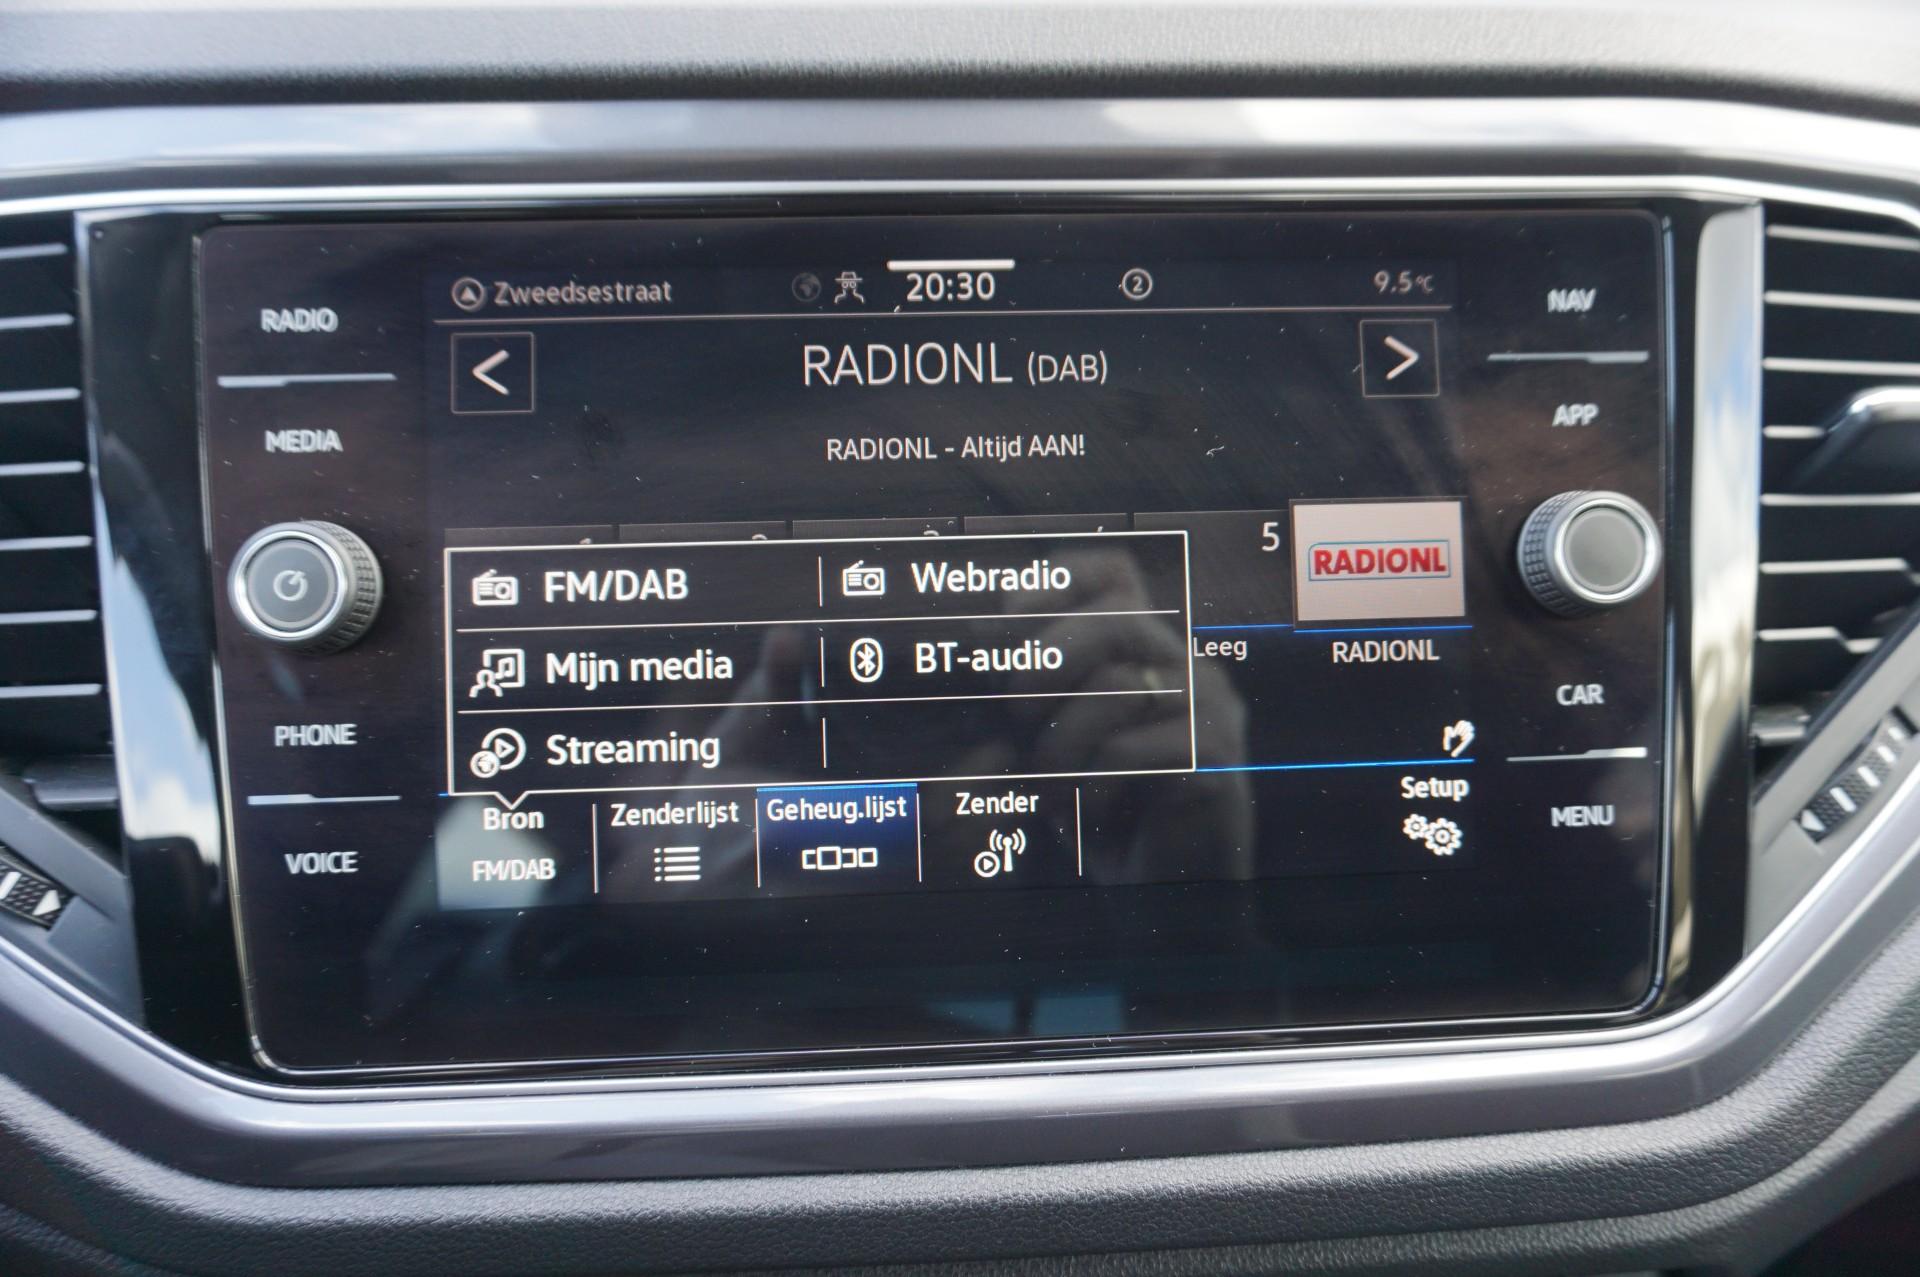 Zweedsestraat 20:30 2 9.5°C
RADIO
NAV
RADIONL (DAB)
MEDIA
APP
RADIONL - Altijd AAN!
5
RADIONL
FM/DAB Webradio
Leeg RADIONL
Mijn media BT-audio
CAR
PHONE
Streaming
Setup
Bron Zenderlijst Geheug.lijst Zender
MENU
VOICE
FM/DAB